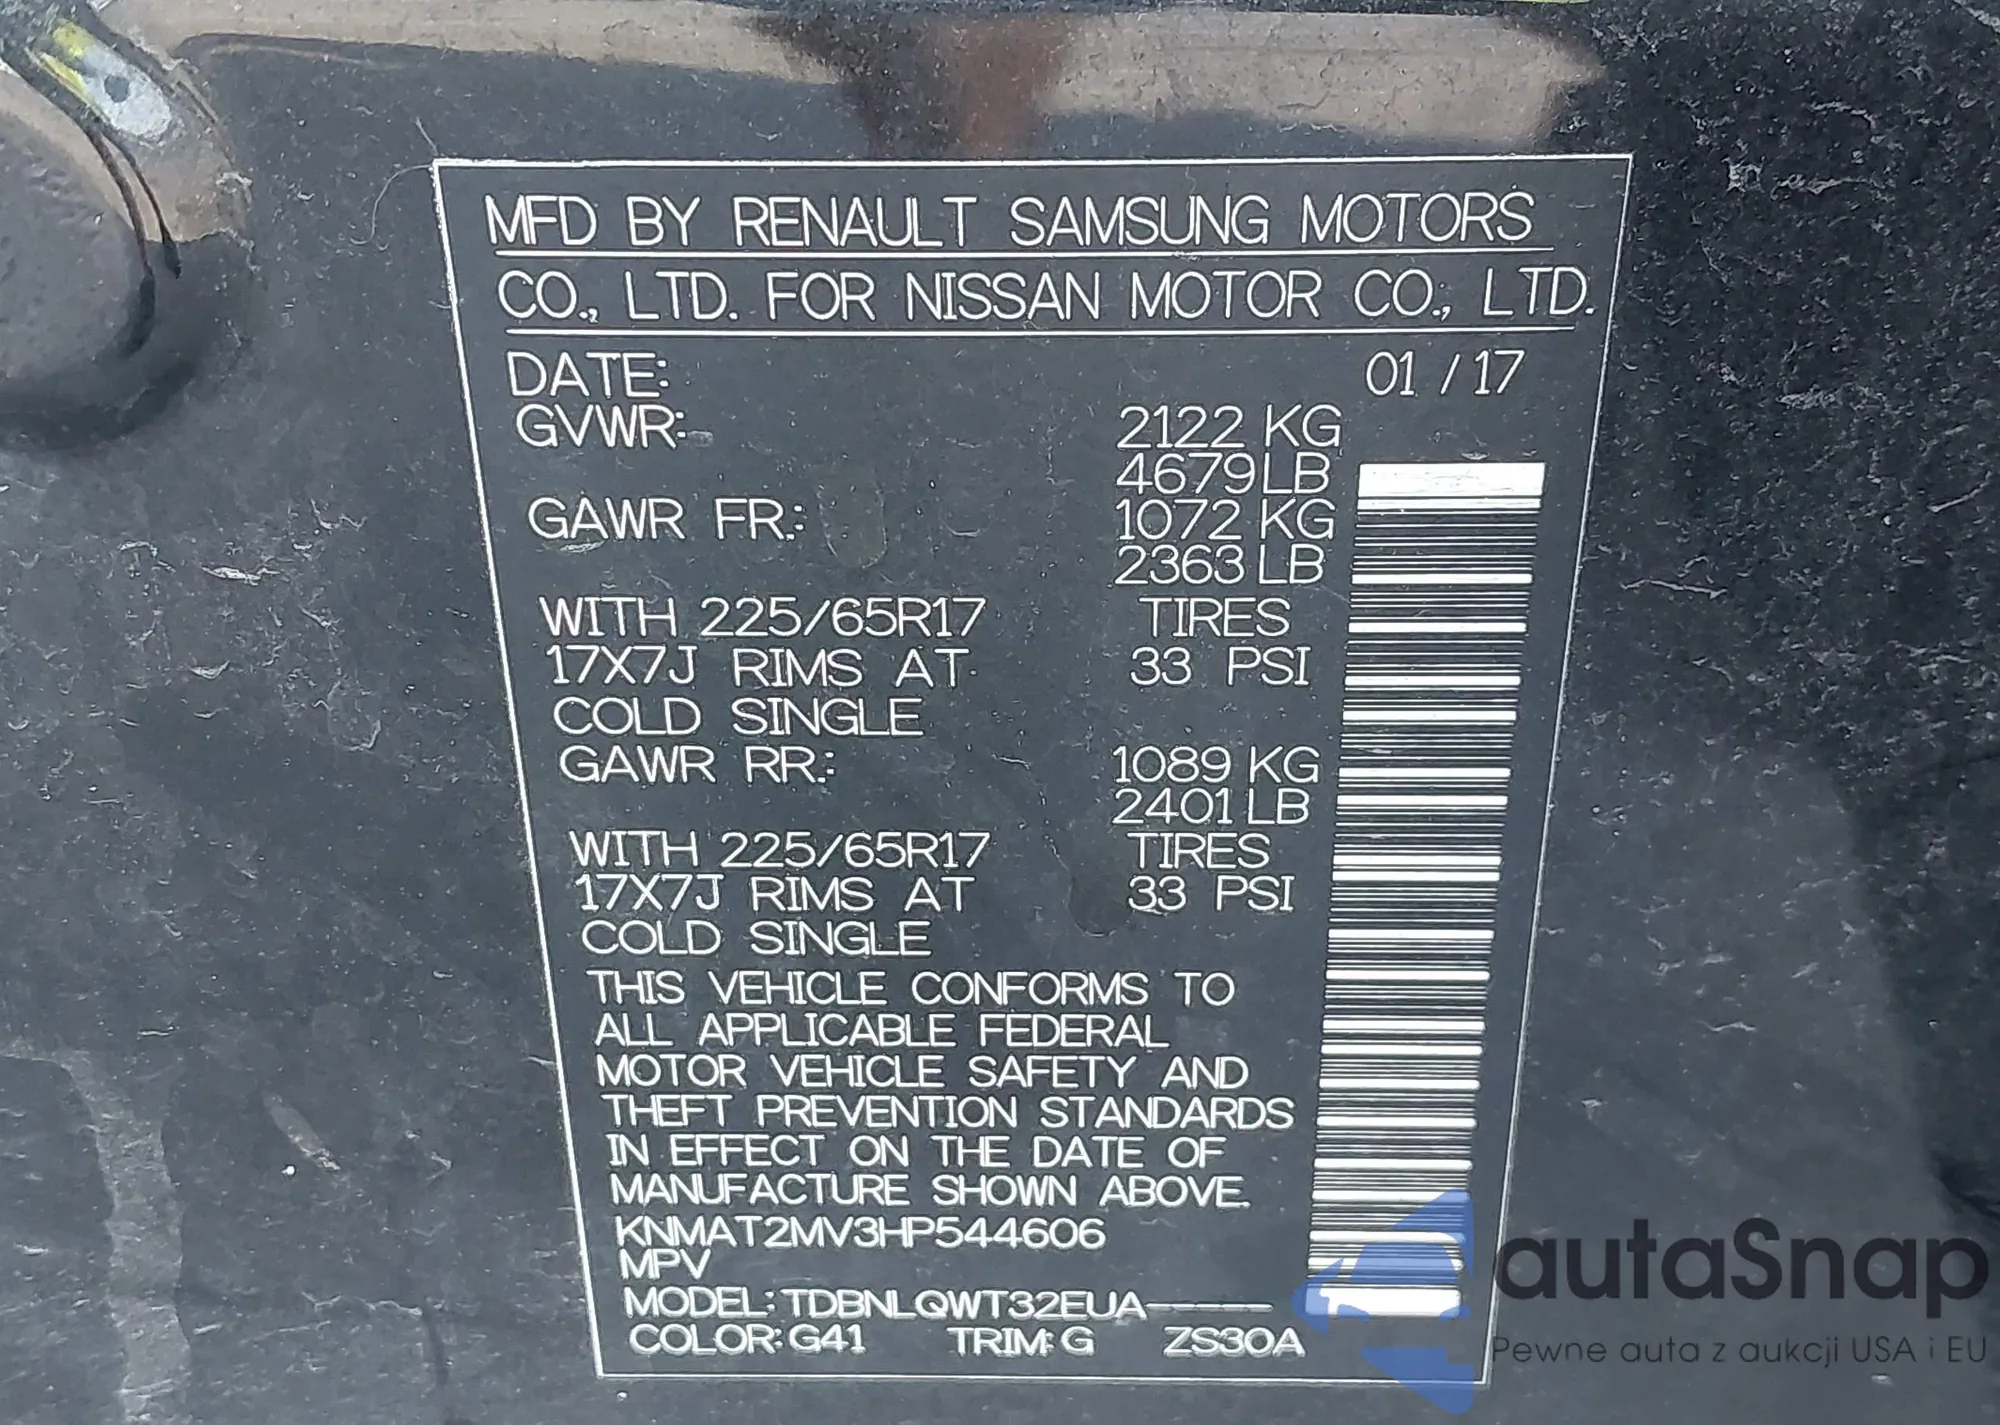 MFD BY RENAULT SAMSUNG MOTORS
CO., LTD. FOR NISSAN MOTOR CO., LTD.
DATE: 01 / 17
GVWR: 2122 KG
4679 LB
GAWR FR.: 1072 KG
2363 LB
WITH 225/65R17 TIRES
17X7J RIMS AT 33 PSI
COLD SINGLE
GAWR RR.: 1089 KG
2401 LB
WITH 225/65R17 TIRES
17X7J RIMS AT 33 PSI
COLD SINGLE
THIS VEHICLE CONFORMS TO
ALL APPLICABLE FEDERAL
MOTOR VEHICLE SAFETY AND
THEFT PREVENTION STANDARDS
IN EFFECT ON THE DATE OF
MANUFACTURE SHOWN ABOVE.
KNMAT2MV3HP544606
MPV
MODEL: TDBNLQWT32EUA-----
COLOR: G41 TRIM: G ZS30A
autaSnap
Pewne auta z aukcji USA i EU